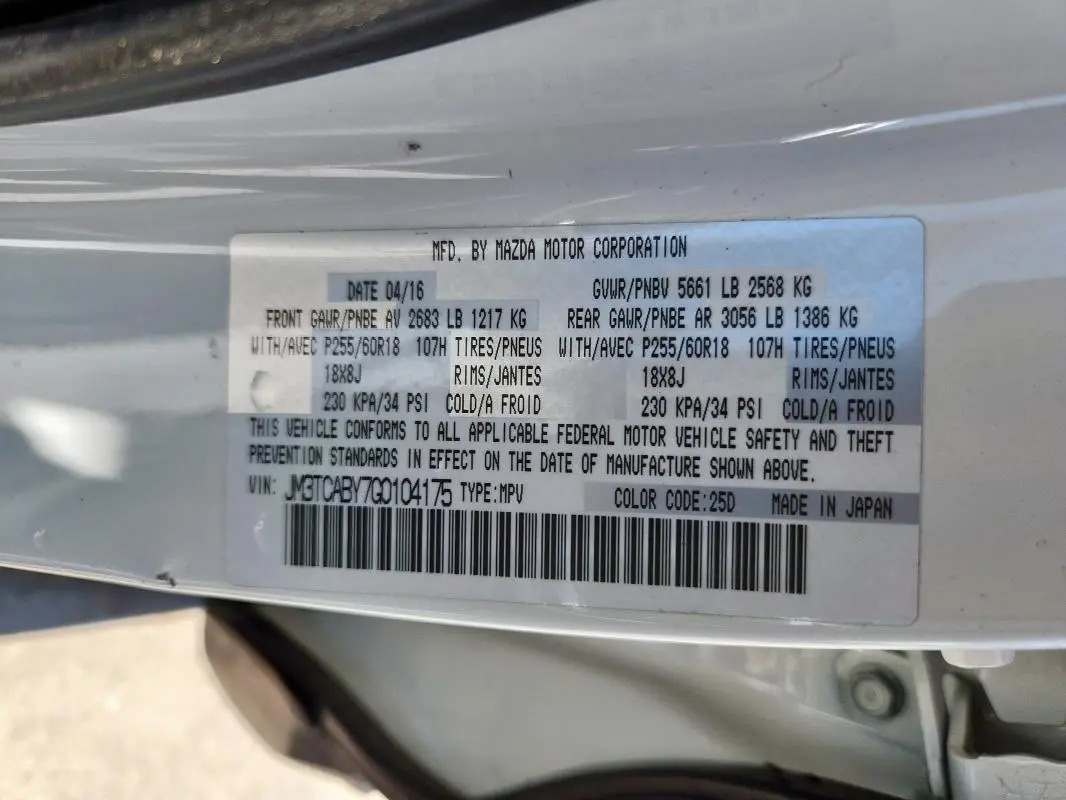 MFD. BY MAZDA MOTOR CORPORATION
DATE 04/16 GVWR/PNBV 5661 LB 2568 KG
FRONT GAWR/PNBE AV 2683 LB 1217 KG REAR GAWR/PNBE AR 3056 LB 1386 KG
WITH/AVEC P255/60R18 107H TIRES/PNEUS WITH/AVEC P255/60R18 107H TIRES/PNEUS
18X8J RIMS/JANTES 18X8J RIMS/JANTES
230 KPA/34 PSI COLD/A FROID 230 KPA/34 PSI COLD/A FROID
THIS VEHICLE CONFORMS TO ALL APPLICABLE FEDERAL MOTOR VEHICLE SAFETY AND THEFT
PREVENTION STANDARDS IN EFFECT ON THE DATE OF MANUFACTURE SHOWN ABOVE.
VIN: JM3TCABY7G0104175 TYPE:MPV COLOR CODE:25D MADE IN JAPAN